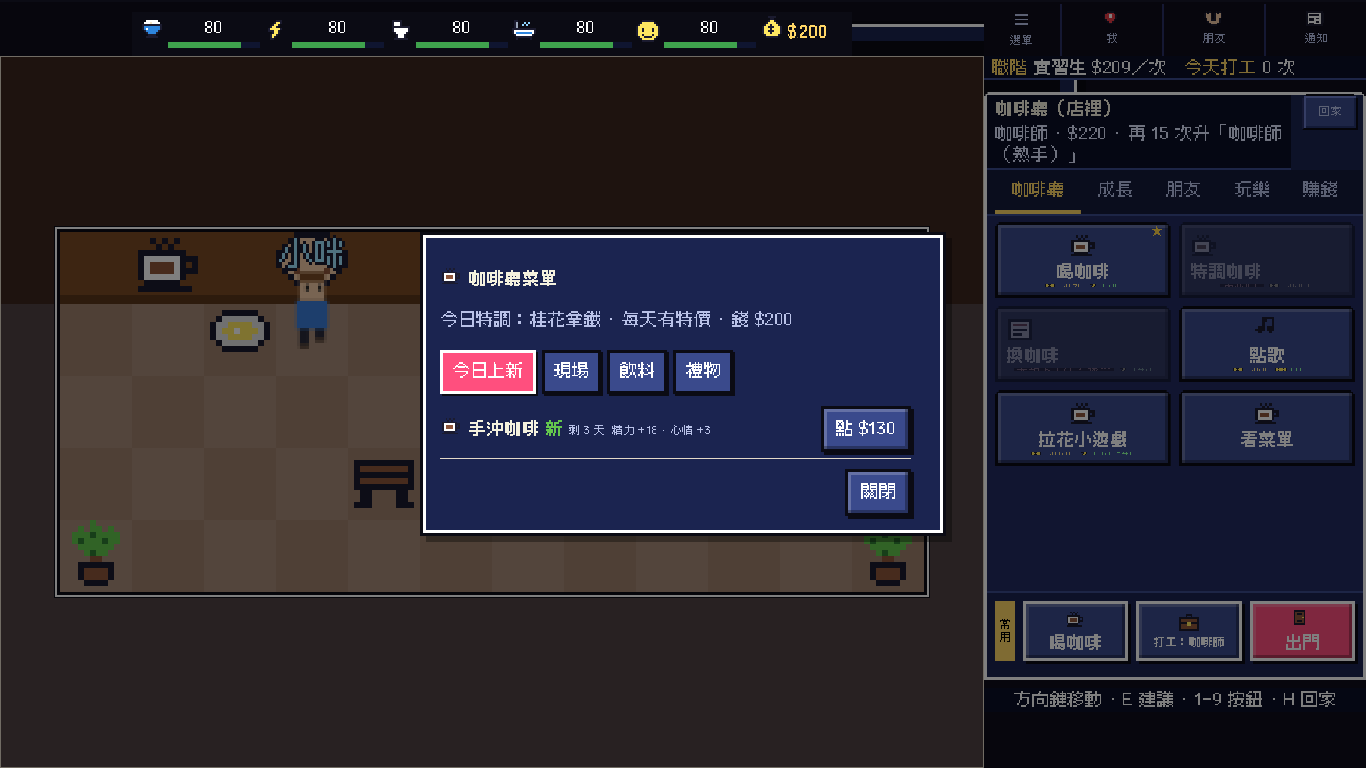 80 80 80 80 80 $200
選單 我 朋友 通知
職階 實習生 $209／次 今天打工 0 次
咖啡廳（店裡）
回家
咖啡師 · $220 · 再 15 次升「咖啡師
（熟手）」
咖啡廳 成長 朋友 玩樂 賺錢
喝咖啡 ★
特調咖啡
換咖啡
點歌
拉花小遊戲
看菜單
常用
喝咖啡
打工：咖啡師
出門
方向鍵移動 · E 建議 · 1-9 按鈕 · H 回家
小咪
咖啡廳菜單
今日特調：桂花拿鐵 · 每天有特價 · 錢 $200
今日上新 現場 飲料 禮物
手沖咖啡 新 剩 3 天 精力 +18 · 心情 +3
點 $130
關閉